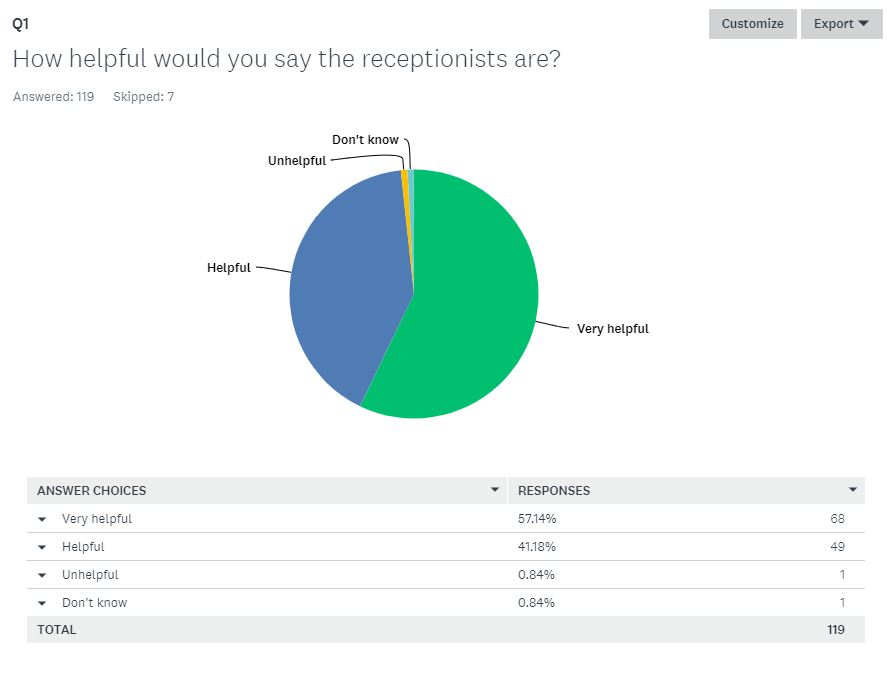 Q1
Customize Export
How helpful would you say the receptionists are?
Answered: 119 Skipped: 7
Don't know
Unhelpful
Helpful
Very helpful
ANSWER CHOICES RESPONSES
Very helpful 57.14% 68
Helpful 41.18% 49
Unhelpful 0.84% 1
Don't know 0.84% 1
TOTAL 119